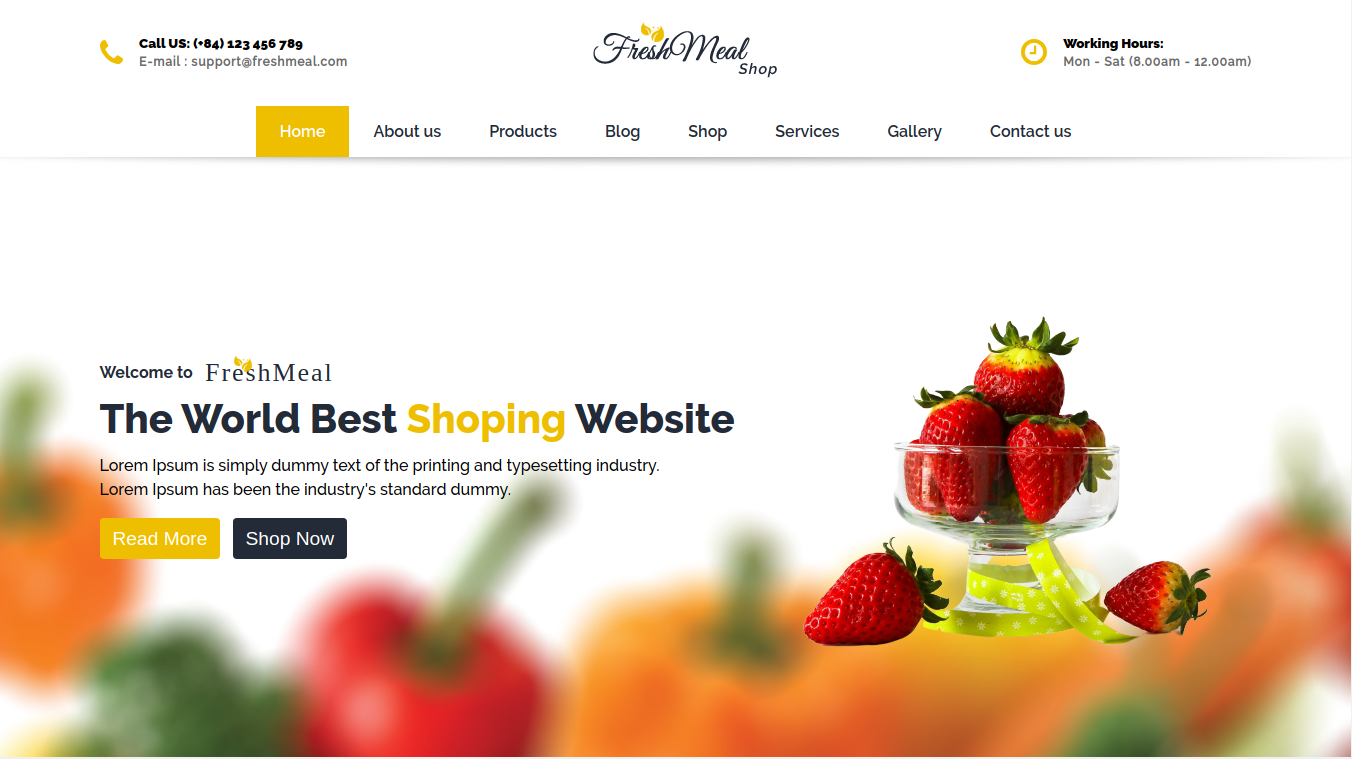 Call US: (+84) 123 456 789
E-mail : support@freshmeal.com
FreshMeal
Shop
Working Hours:
Mon - Sat (8.00am - 12.00am)
Home About us Products Blog Shop Services Gallery Contact us
Welcome to FreshMeal
The World Best Shoping Website
Lorem Ipsum is simply dummy text of the printing and typesetting industry.
Lorem Ipsum has been the industry's standard dummy.
Read More Shop Now